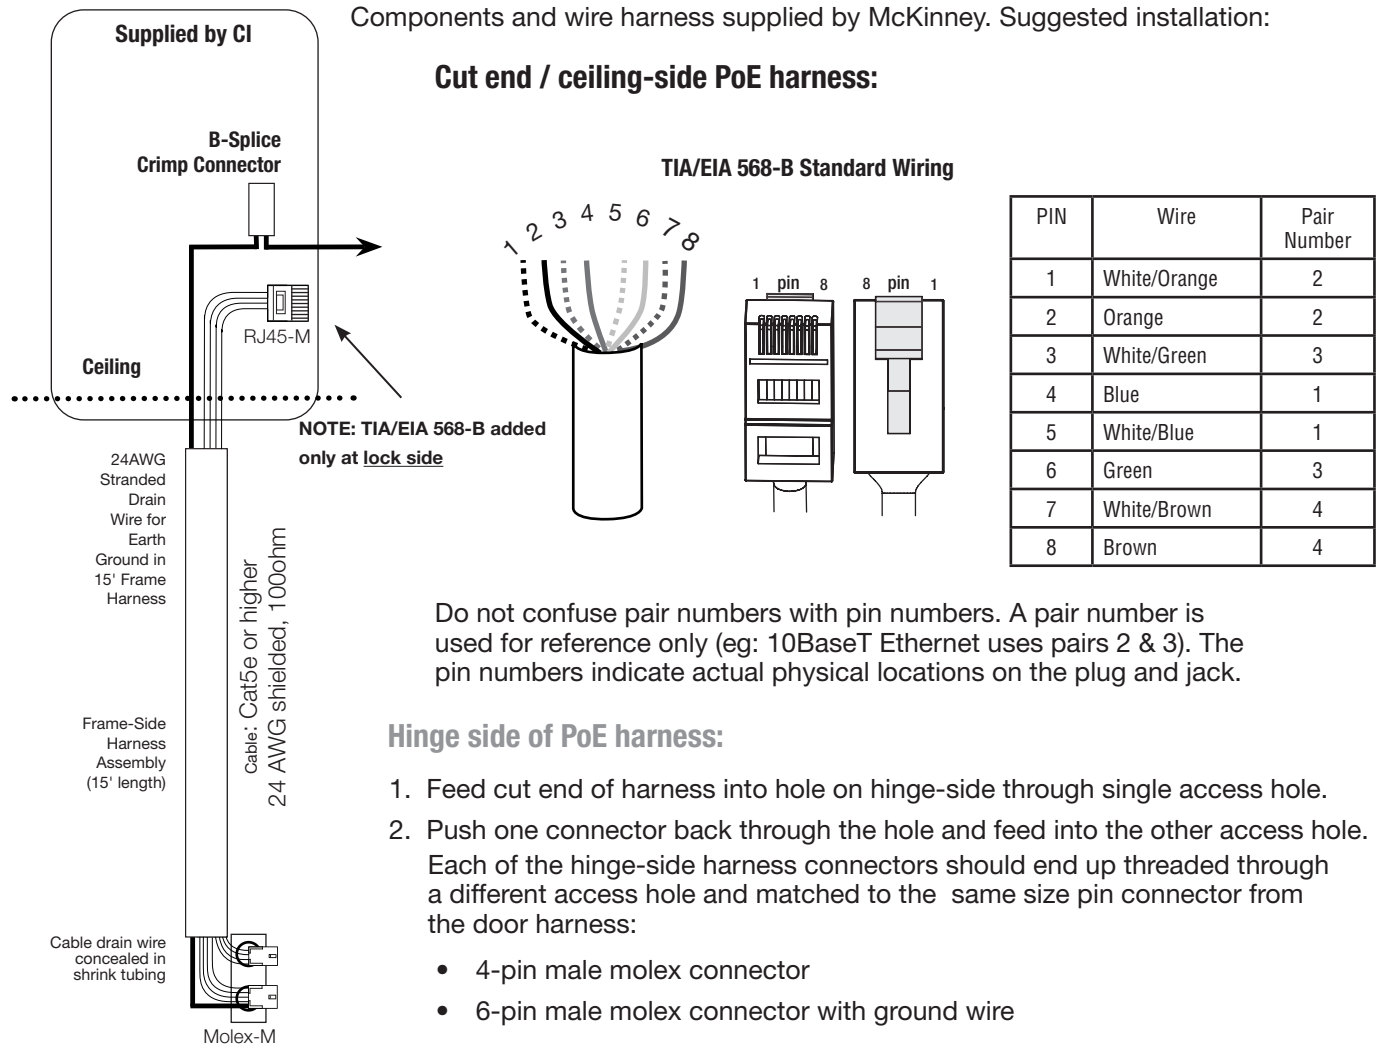 Components and wire harness supplied by McKinney. Suggested installation:
Supplied by CI
B-Splice
Crimp Connector
RJ45-M
Ceiling
NOTE: TIA/EIA 568-B added
only at lock side
24AWG
Stranded
Drain
Wire for
Earth
Ground in
15' Frame
Harness
Cable: Cat5e or higher
24 AWG shielded, 100ohm
Frame-Side
Harness
Assembly
(15' length)
Cable drain wire
concealed in
shrink tubing
Molex-M
Cut end / ceiling-side PoE harness:
TIA/EIA 568-B Standard Wiring
1 2 3 4 5 6 7 8
1 pin 8
8 pin 1
PIN Wire Pair
Number
1 White/Orange 2
2 Orange 2
3 White/Green 3
4 Blue 1
5 White/Blue 1
6 Green 3
7 White/Brown 4
8 Brown 4
Do not confuse pair numbers with pin numbers. A pair number is
used for reference only (eg: 10BaseT Ethernet uses pairs 2 & 3). The
pin numbers indicate actual physical locations on the plug and jack.
Hinge side of PoE harness:
1. Feed cut end of harness into hole on hinge-side through single access hole.
2. Push one connector back through the hole and feed into the other access hole.
Each of the hinge-side harness connectors should end up threaded through
a different access hole and matched to the same size pin connector from
the door harness:
• 4-pin male molex connector
• 6-pin male molex connector with ground wire